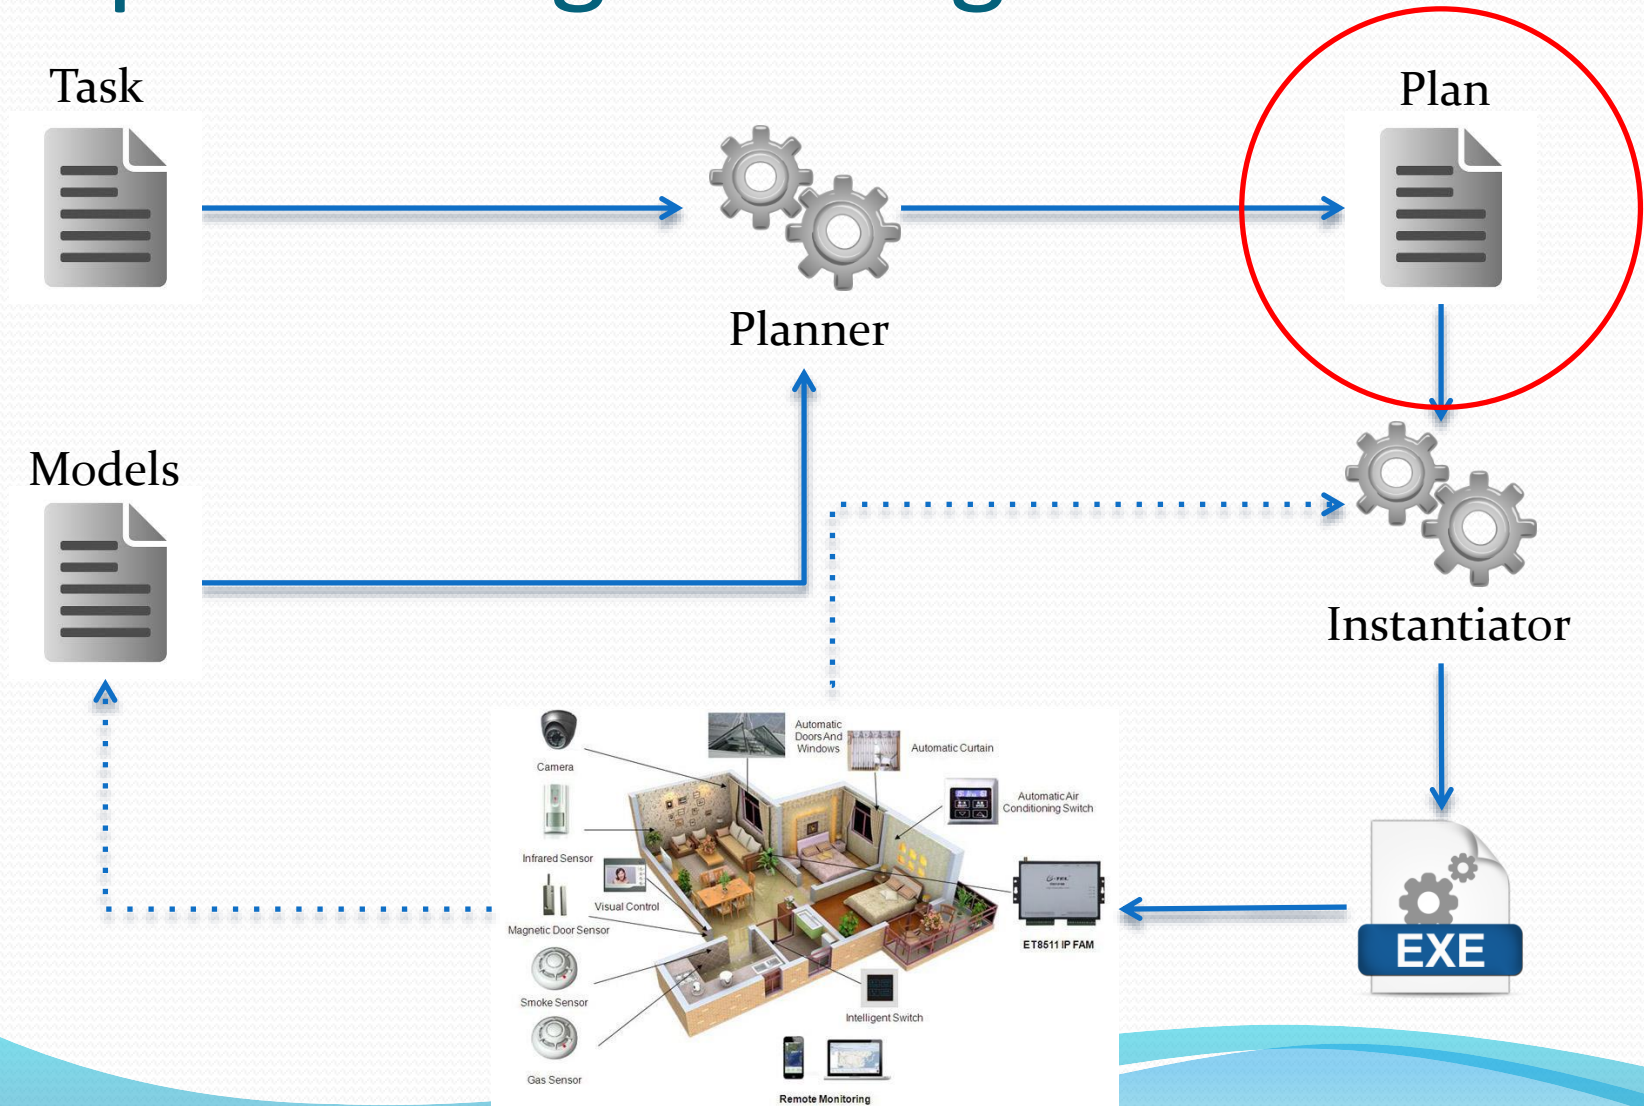 Task
Plan
Planner
Models
Instantiator
Automatic
Doors And
Windows
Automatic Curtain
Camera
Automatic Air
Conditioning Switch
Infrared Sensor
Visual Control
Magnetic Door Sensor
ET8511 IP FAM
EXE
Smoke Sensor
Intelligent Switch
Gas Sensor
Remote Monitoring